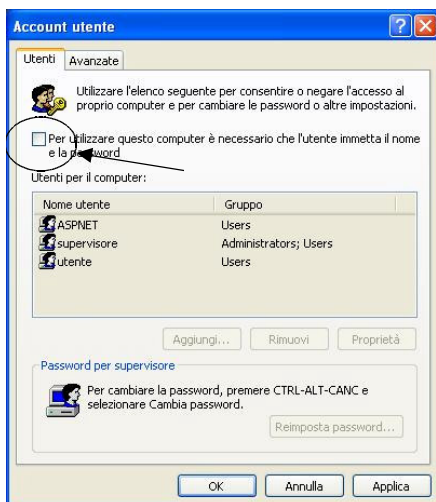 Account utente
Utenti Avanzate
Utilizzare l'elenco seguente per consentire o negare l'accesso al
proprio computer e per cambiare le password o altre impostazioni.
Per utilizzare questo computer è necessario che l'utente immetta il nome
e la password
Utenti per il computer:
Nome utente Gruppo
ASPNET Users
supervisore Administrators; Users
utente Users
Aggiungi... Rimuovi Proprietà
Password per supervisore
Per cambiare la password, premere CTRL-ALT-CANC e
selezionare Cambia password.
Reimposta password...
OK Annulla Applica